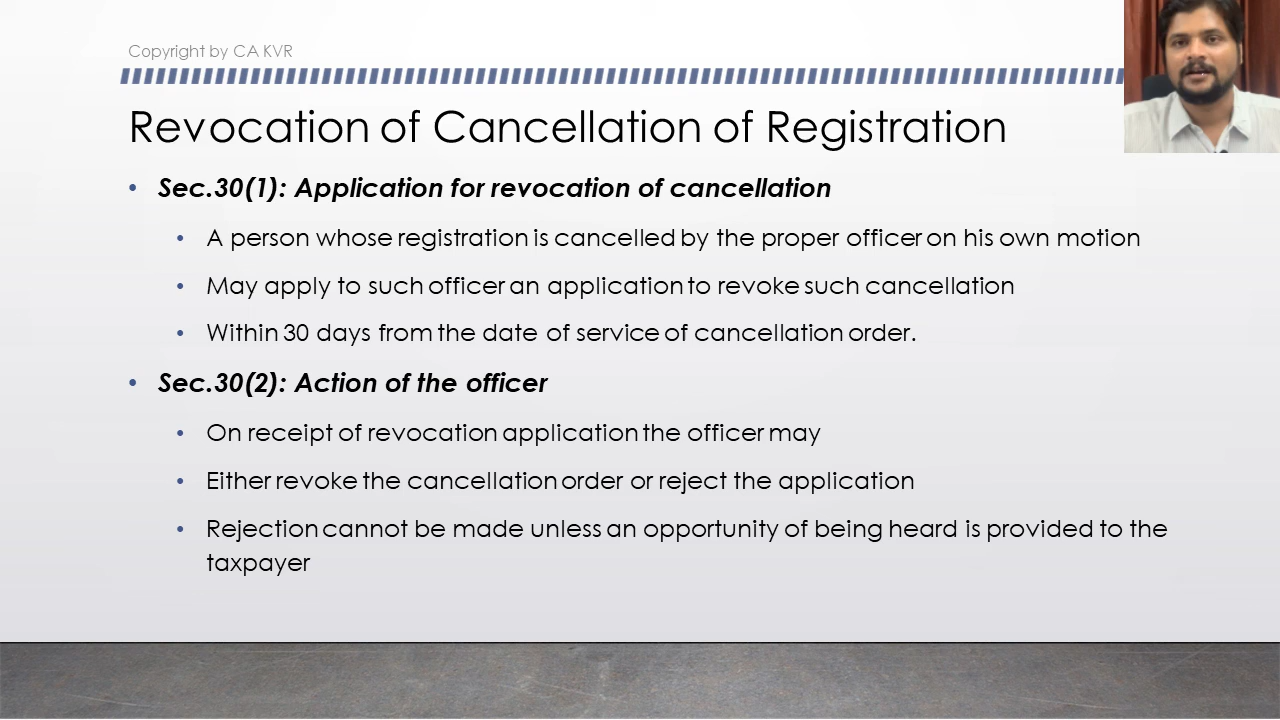 Copyright by CA KVR
Revocation of Cancellation of Registration
• Sec.30(1): Application for revocation of cancellation
• A person whose registration is cancelled by the proper officer on his own motion
• May apply to such officer an application to revoke such cancellation
• Within 30 days from the date of service of cancellation order.
• Sec.30(2): Action of the officer
• On receipt of revocation application the officer may
• Either revoke the cancellation order or reject the application
• Rejection cannot be made unless an opportunity of being heard is provided to the
taxpayer